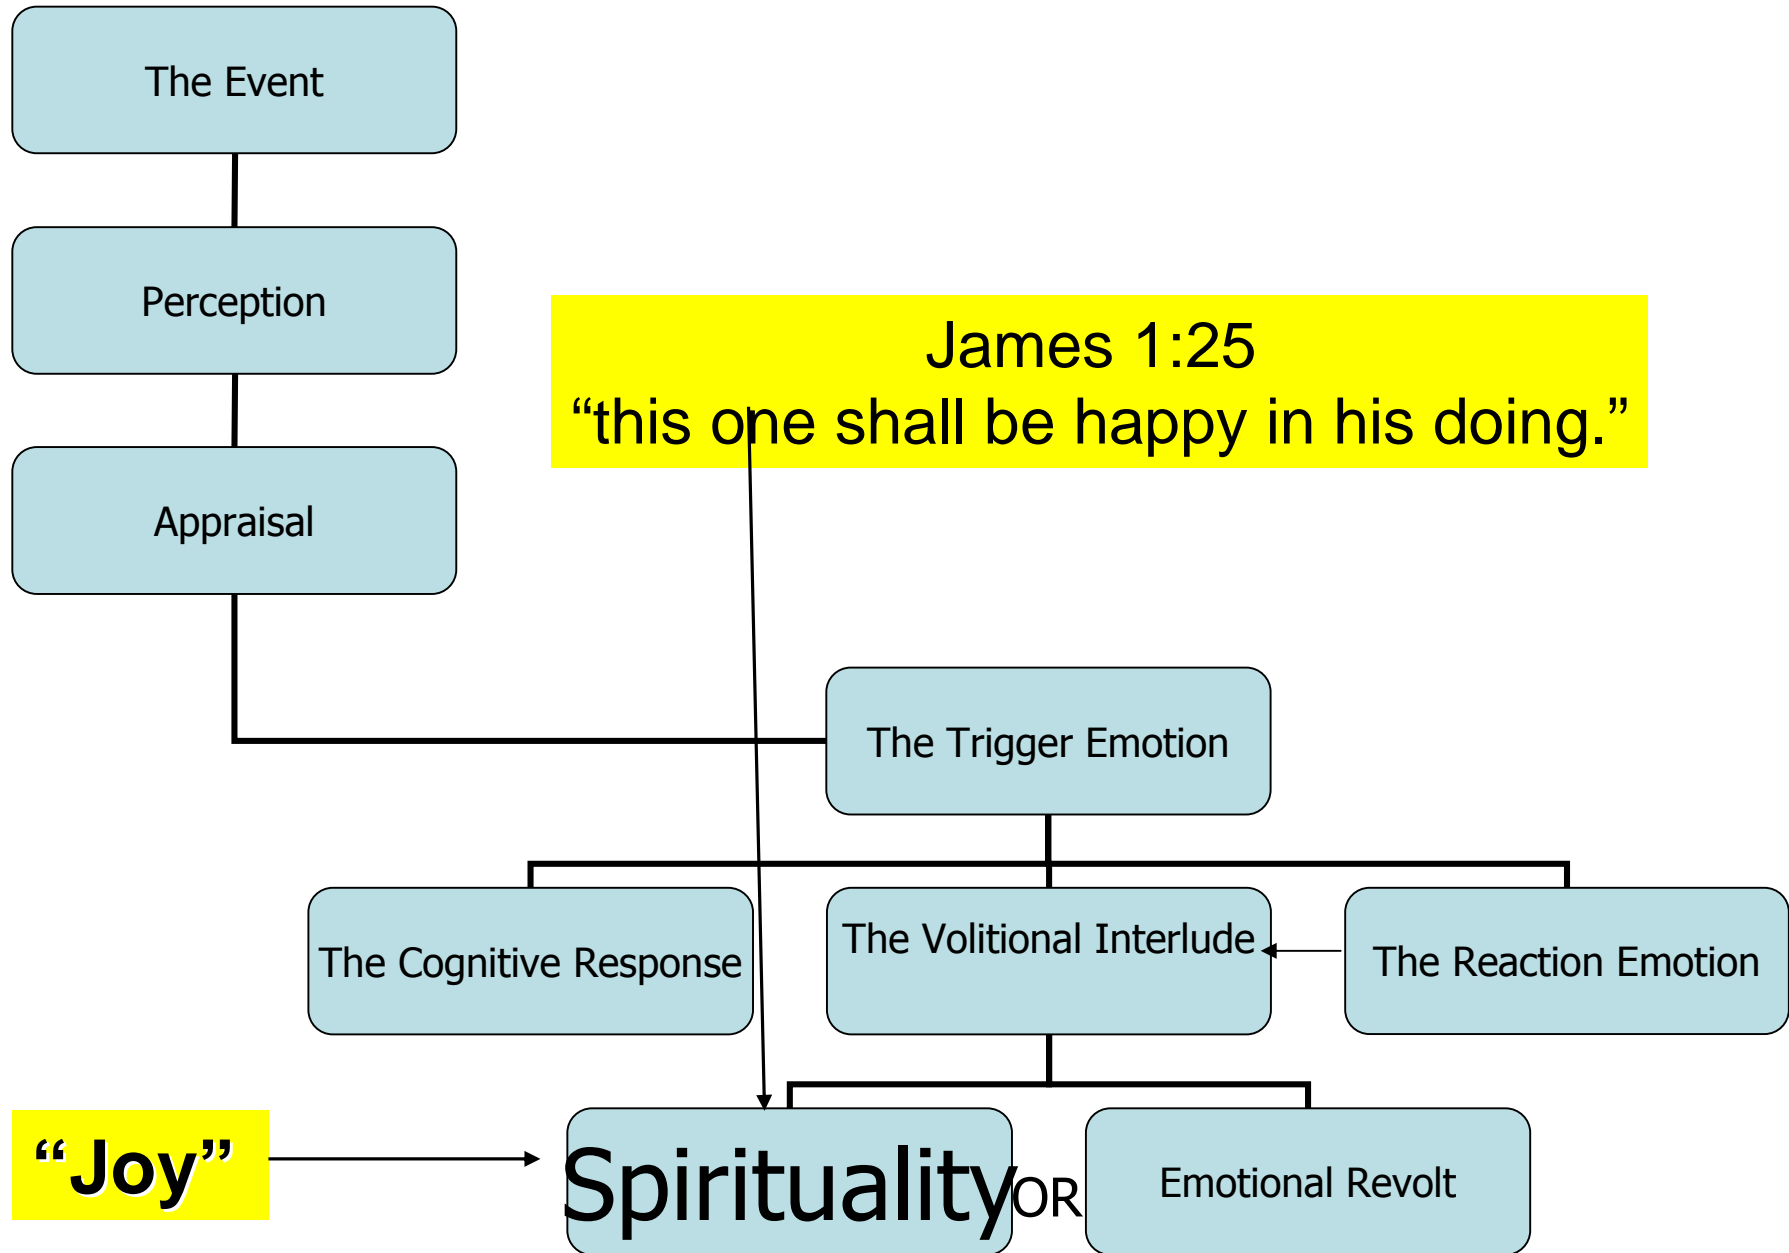 The Event
Perception
James 1:25
“this one shall be happy in his doing.”
Appraisal
The Trigger Emotion
The Cognitive Response
The Volitional Interlude
The Reaction Emotion
“Joy”
Spirituality
OR
Emotional Revolt